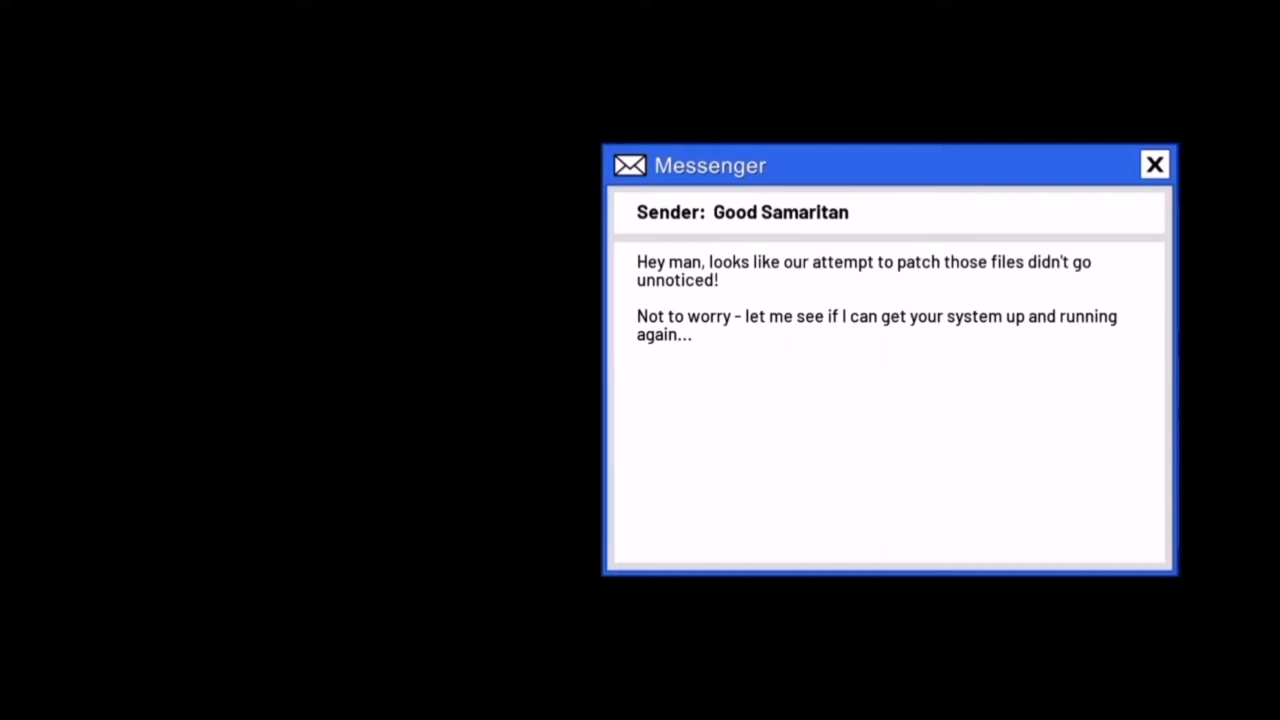 Messenger
Sender: Good Samaritan
Hey man, looks like our attempt to patch those files didn't go
unnoticed!
Not to worry - let me see if I can get your system up and running
again...